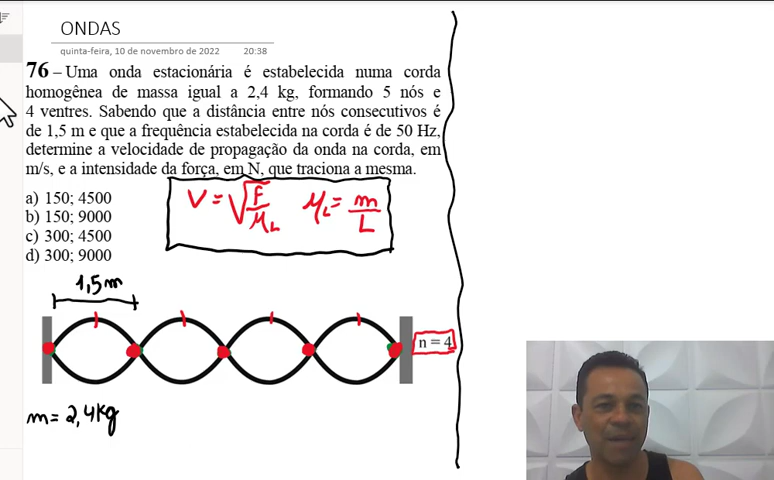 ONDAS
quinta-feira, 10 de novembro de 2022 20:38
76 – Uma onda estacionária é estabelecida numa corda
homogênea de massa igual a 2,4 kg, formando 5 nós e
4 ventres. Sabendo que a distância entre nós consecutivos é
de 1,5 m e que a frequência estabelecida na corda é de 50 Hz,
determine a velocidade de propagação da onda na corda, em
m/s, e a intensidade da força, em N, que traciona a mesma.
a) 150; 4500
b) 150; 9000
c) 300; 4500
d) 300; 9000
V = √F/μL μL = m/L
1,5m
n = 4
m = 2,4kg